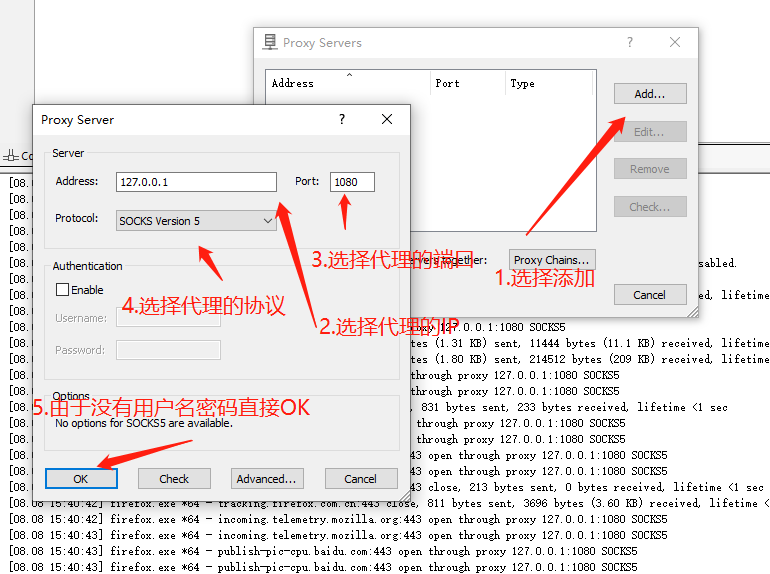 Proxy Servers
?
Address
Port
Type
Add...
Edit...
Remove
Check...
Proxy Chains...
Cancel
1.选择添加
Proxy Server
?
Server
Address:
127.0.0.1
Port:
1080
Protocol:
SOCKS Version 5
3.选择代理的端口
Authentication
Enable
4.选择代理的协议
2.选择代理的IP
Username:
Password:
Options
5.由于没有用户名密码直接OK
No options for SOCKS5 are available.
OK
Check
Advanced...
Cancel
together:
Co
[08.
sabled.
ed, lifetime
proxy 127.0.0.1:1080 SOCKS5
tes (1.31 KB) sent, 11444 bytes (11.1 KB) received, lifetime
tes (1.80 KB) sent, 214512 bytes (209 KB) received, lifetime
through proxy 127.0.0.1:1080 SOCKS5
through proxy 127.0.0.1:1080 SOCKS5
, 831 bytes sent, 233 bytes received, lifetime <1 sec
through proxy 127.0.0.1:1080 SOCKS5
through proxy 127.0.0.1:1080 SOCKS5
443 open through proxy 127.0.0.1:1080 SOCKS5
443 open through proxy 127.0.0.1:1080 SOCKS5
443 close, 213 bytes sent, 0 bytes received, lifetime <1 sec
[08.08 15:40:42] firefox.exe *64 - tracking.firefox.com.cn:443 close, 811 bytes sent, 3696 bytes (3.60 KB) received, lifetime <
[08.08 15:40:42] firefox.exe *64 - incoming.telemetry.mozilla.org:443 open through proxy 127.0.0.1:1080 SOCKS5
[08.08 15:40:43] firefox.exe *64 - incoming.telemetry.mozilla.org:443 open through proxy 127.0.0.1:1080 SOCKS5
[08.08 15:40:43] firefox.exe *64 - publish-pic-cpu.baidu.com:443 open through proxy 127.0.0.1:1080 SOCKS5
[08.08 15:40:43] firefox.exe *64 - publish-pic-cpu.baidu.com:443 open through proxy 127.0.0.1:1080 SOCKS5